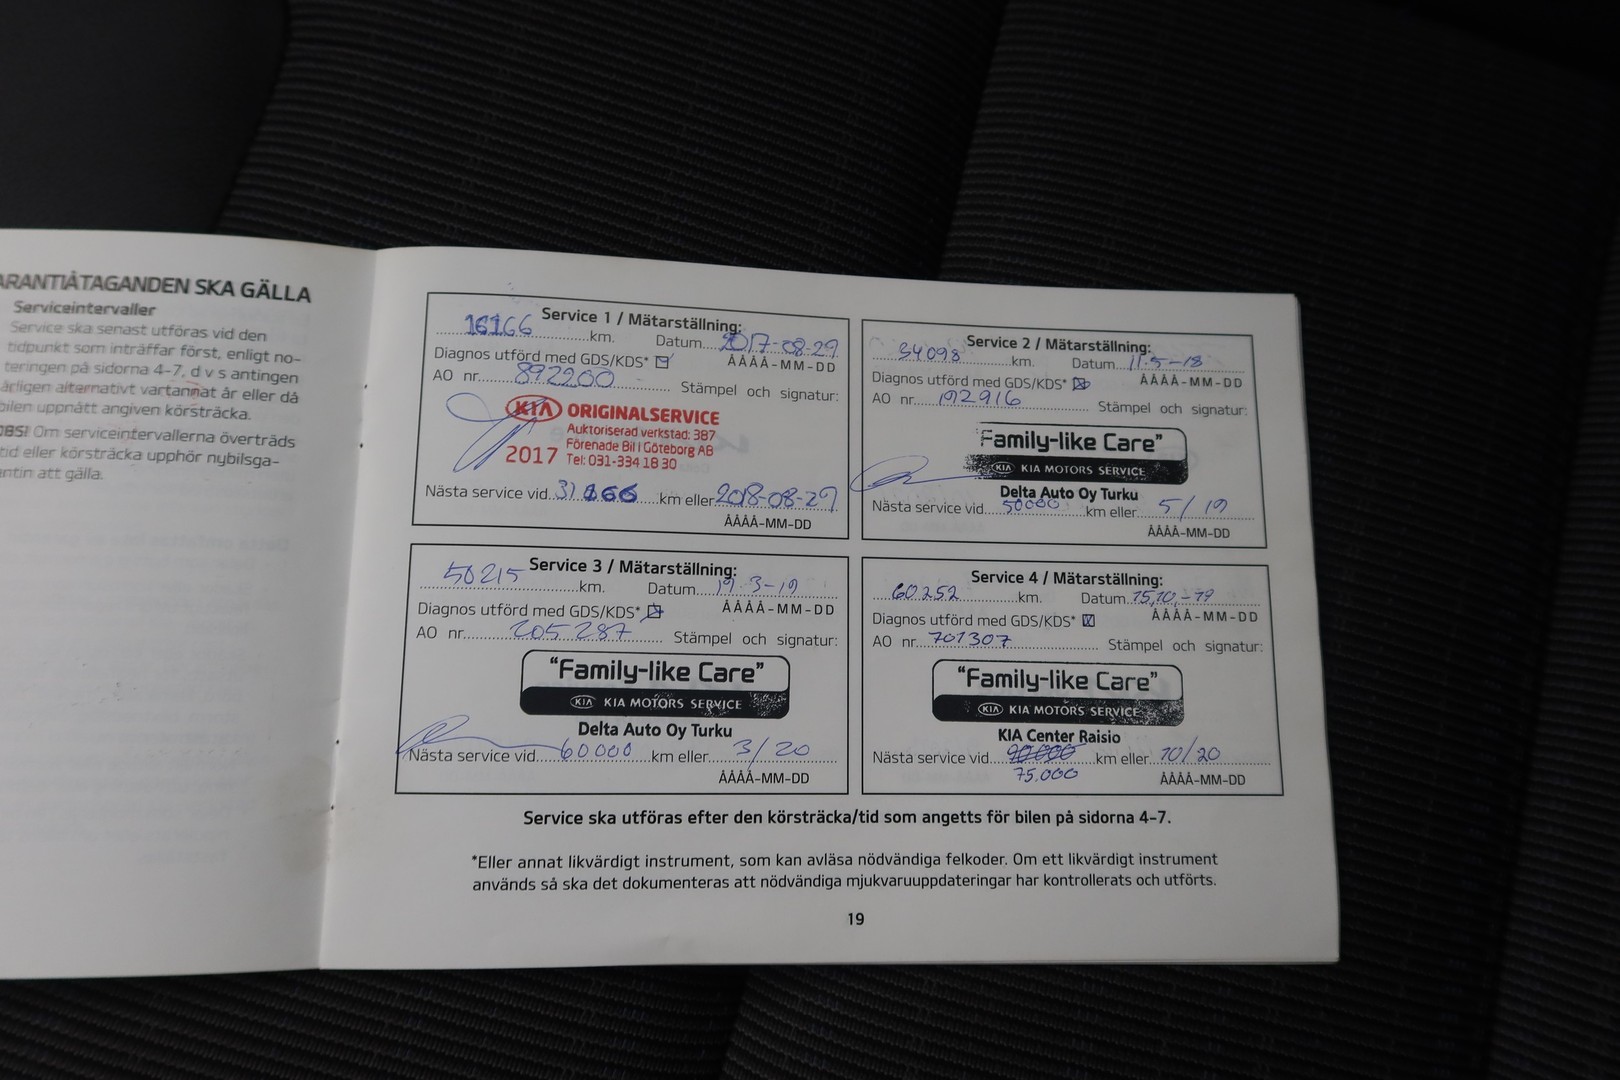 ARANTIÅTAGANDEN SKA GÄLLA
Serviceintervaller
Service ska senast utföras vid den
tidpunkt som inträffar först, enligt no-
teringen på sidorna 4-7, d v s antingen
årligen alternativt vartannat år eller då
bilen uppnått angiven körsträcka.
OBS! Om serviceintervallerna överträds
tid eller körsträcka upphör nybilsga-
antin att gälla.
Service 1 / Mätarställning:
16166 km. Datum 2017-08-29
ÅÅÅÅ-MM-DD
Diagnos utförd med GDS/KDS*
AO nr. 892200 Stämpel och signatur:
KIA ORIGINALSERVICE
Auktoriserad verkstad: 387
Förenade Bil i Göteborg AB
2017 Tel: 031-334 18 30
Nästa service vid 31166 km eller 2018-08-29
ÅÅÅÅ-MM-DD
Service 2 / Mätarställning:
34098 km. Datum 11-5-18
Diagnos utförd med GDS/KDS* ÅÅÅÅ-MM-DD
AO nr. 192916 Stämpel och signatur:
Family-like Care"
KIA KIA MOTORS SERVICE
Delta Auto Oy Turku
Nästa service vid 50000 km eller 5/19
ÅÅÅÅ-MM-DD
Service 3 / Mätarställning:
50215 km. Datum 19.3-19
Diagnos utförd med GDS/KDS* ÅÅÅÅ-MM-DD
AO nr. 205287 Stämpel och signatur:
"Family-like Care"
KIA KIA MOTORS SERVICE
Delta Auto Oy Turku
Nästa service vid 60000 km eller 3/20
ÅÅÅÅ-MM-DD
Service 4 / Mätarställning:
60252 km. Datum 15,10,-19
Diagnos utförd med GDS/KDS* ÅÅÅÅ-MM-DD
AO nr. 701307 Stämpel och signatur:
"Family-like Care"
KIA KIA MOTORS SERVICE
KIA Center Raisio
Nästa service vid 90000 km eller 10/20
75.000 ÅÅÅÅ-MM-DD
Service ska utföras efter den körsträcka/tid som angetts för bilen på sidorna 4-7.
*Eller annat likvärdigt instrument, som kan avläsa nödvändiga felkoder. Om ett likvärdigt instrument
används så ska det dokumenteras att nödvändiga mjukvaruuppdateringar har kontrollerats och utförts.
19